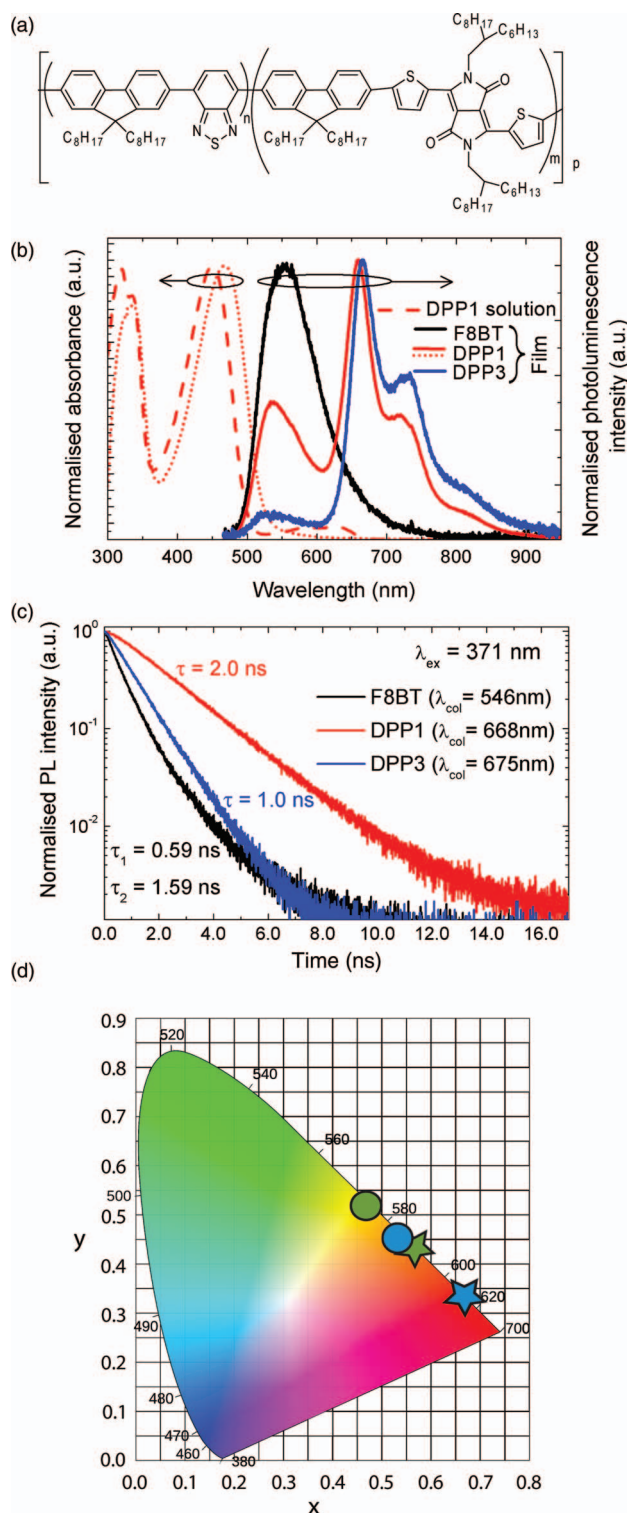 (a)
C8H17
C6H13
N
O
S
n
O
N
S
m
p
C8H17 C8H17
N
S
N
C8H17 C8H17
C8H17
C6H13
(b)
Normalised absorbance (a.u.)
Normalised photoluminescence
intensity (a.u.)
DPP1 solution
F8BT
DPP1
DPP3
Film
300 400 500 600 700 800 900
Wavelength (nm)
(c)
Normalised PL intensity (a.u.)
10^0
10^-1
10^-2
τ = 2.0 ns
λex = 371 nm
F8BT (λcol = 546nm)
DPP1 (λcol = 668nm)
DPP3 (λcol = 675nm)
τ = 1.0 ns
τ1 = 0.59 ns
τ2 = 1.59 ns
0.0 2.0 4.0 6.0 8.0 10.0 12.0 14.0 16.0
Time (ns)
(d)
0.9
0.8
0.7
0.6
0.5
0.4
0.3
0.2
0.1
0.0
y
520
540
560
500
580
600
620
490
700
480
470
460
380
0.0 0.1 0.2 0.3 0.4 0.5 0.6 0.7 0.8
x